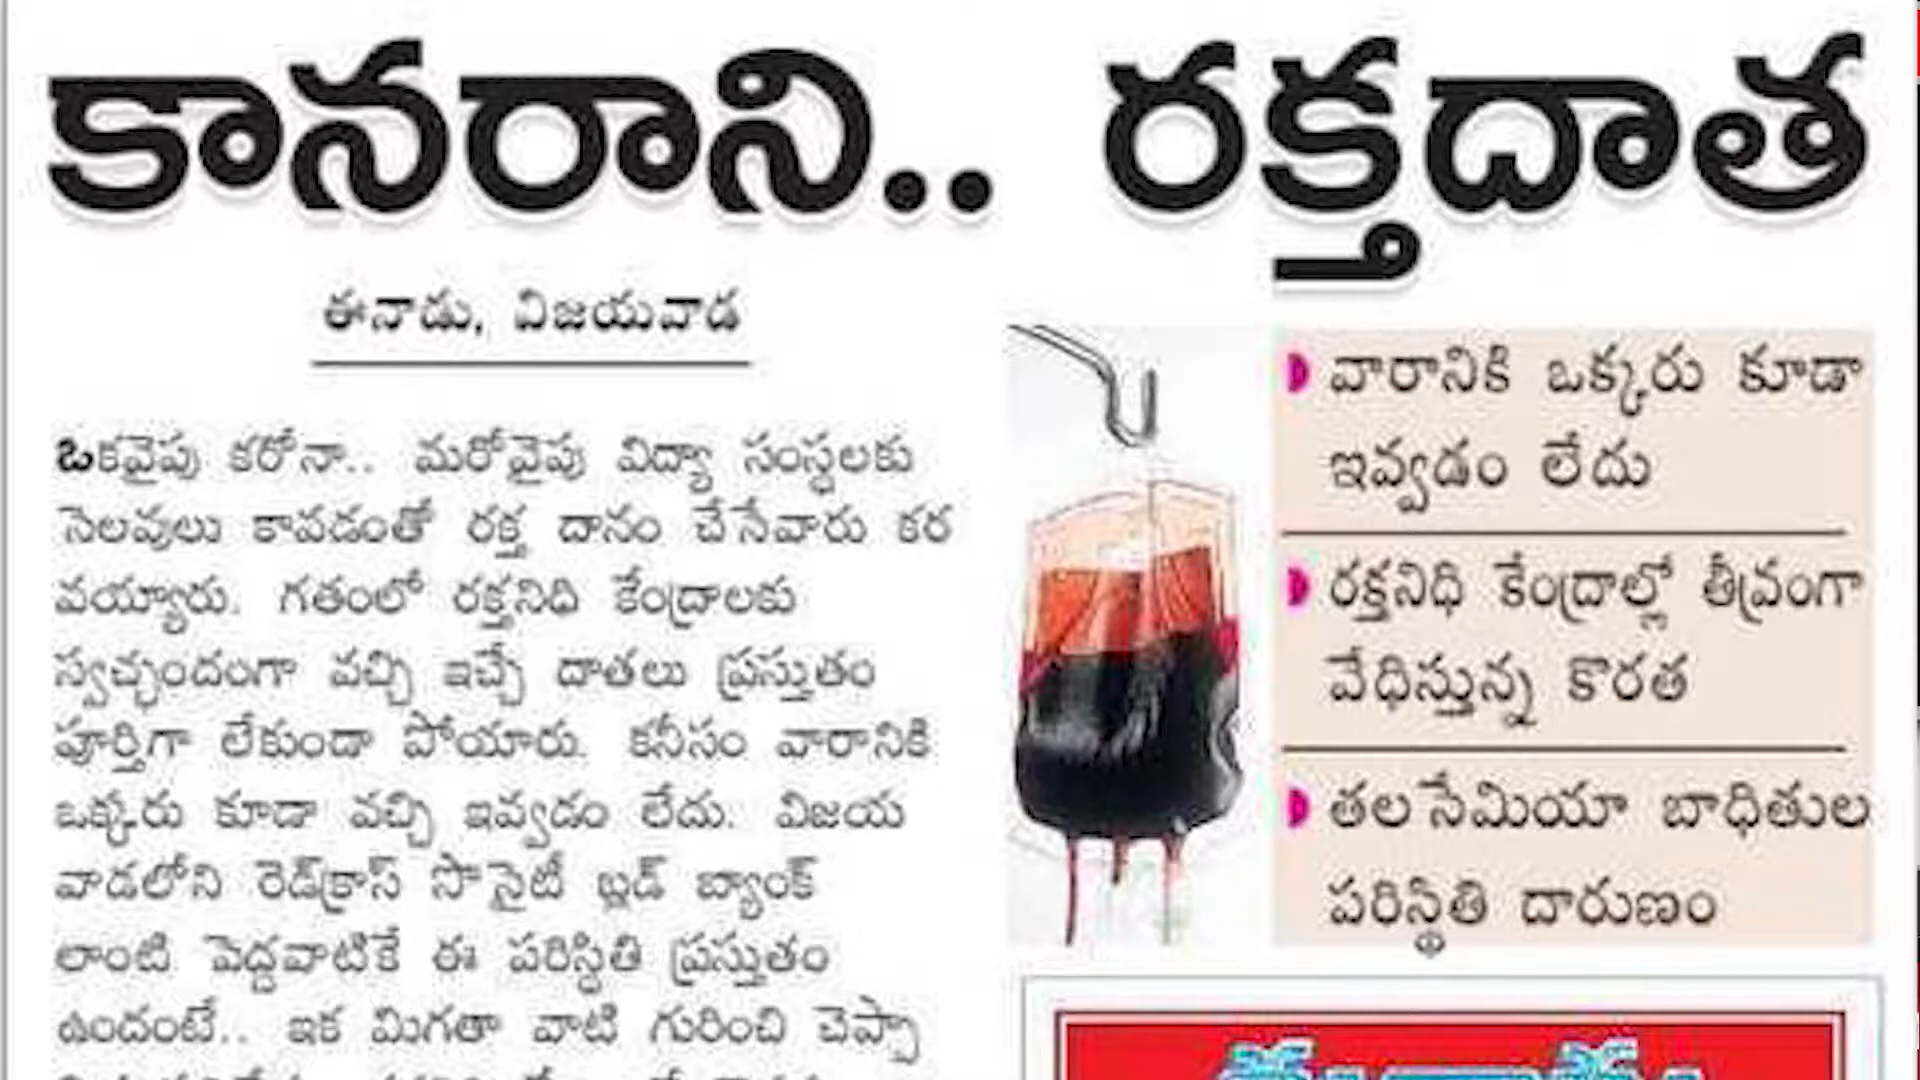 కానరాని.. రక్తదాత
ఈనాడు, విజయవాడ
ఒకవైపు కరోనా.. మరోవైపు విద్యా సంస్థలకు
సెలవులు కావడంతో రక్త దానం చేసేవారు కర
వయ్యారు. గతంలో రక్తనిధి కేంద్రాలకు
స్వచ్ఛందంగా వచ్చి ఇచ్చే దాతలు ప్రస్తుతం
పూర్తిగా లేకుండా పోయారు. కనీసం వారానికి
ఒక్కరు కూడా వచ్చి ఇవ్వడం లేదు. విజయ
వాడలోని రెడ్‌క్రాస్ సొసైటీ బ్లడ్ బ్యాంక్
లాంటి పెద్దవాటికే ఈ పరిస్థితి ప్రస్తుతం
ఉందంటే.. ఇక మిగతా వాటి గురించి చెప్పా
వారానికి ఒక్కరు కూడా
ఇవ్వడం లేదు
రక్తనిధి కేంద్రాల్లో తీవ్రంగా
వేధిస్తున్న కొరత
తలసేమియా బాధితుల
పరిస్థితి దారుణం